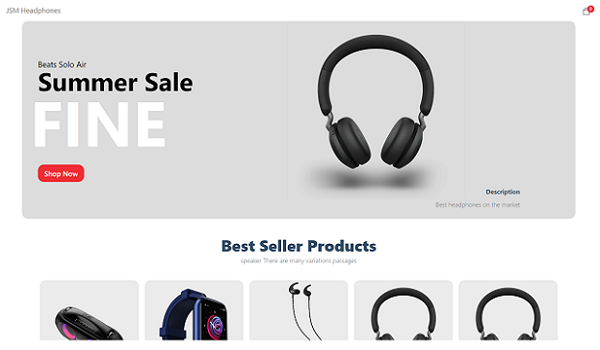 JSM Headphones
0
Beats Solo Air
Summer Sale
FINE
Shop Now
Description
Best headphones on the market
Best Seller Products
speaker There are many variations passages